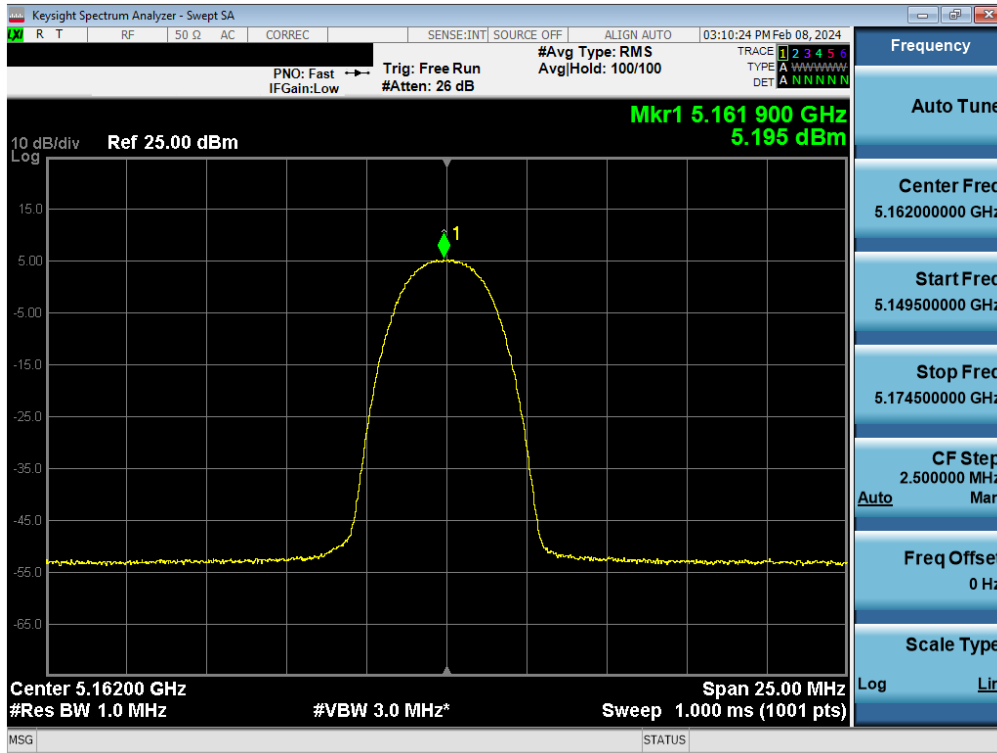 Keysight Spectrum Analyzer - Swept SA
LXI R T RF 50 Ω AC CORREC SENSE:INT SOURCE OFF ALIGN AUTO 03:10:24 PM Feb 08, 2024
PNO: Fast
IFGain:Low
Trig: Free Run
#Atten: 26 dB
#Avg Type: RMS
Avg|Hold: 100/100
TRACE 1 2 3 4 5 6
TYPE A WWWWW
DET A N N N N N
Mkr1 5.161 900 GHz
5.195 dBm
10 dB/div Ref 25.00 dBm
Log
1
15.0
5.00
-5.00
-15.0
-25.0
-35.0
-45.0
-55.0
-65.0
Center 5.16200 GHz Span 25.00 MHz
#Res BW 1.0 MHz #VBW 3.0 MHz* Sweep 1.000 ms (1001 pts)
MSG STATUS
Frequency
Auto Tune
Center Freq
5.162000000 GHz
Start Freq
5.149500000 GHz
Stop Freq
5.174500000 GHz
CF Step
2.500000 MHz
Auto Man
Freq Offset
0 Hz
Scale Type
Log Lin